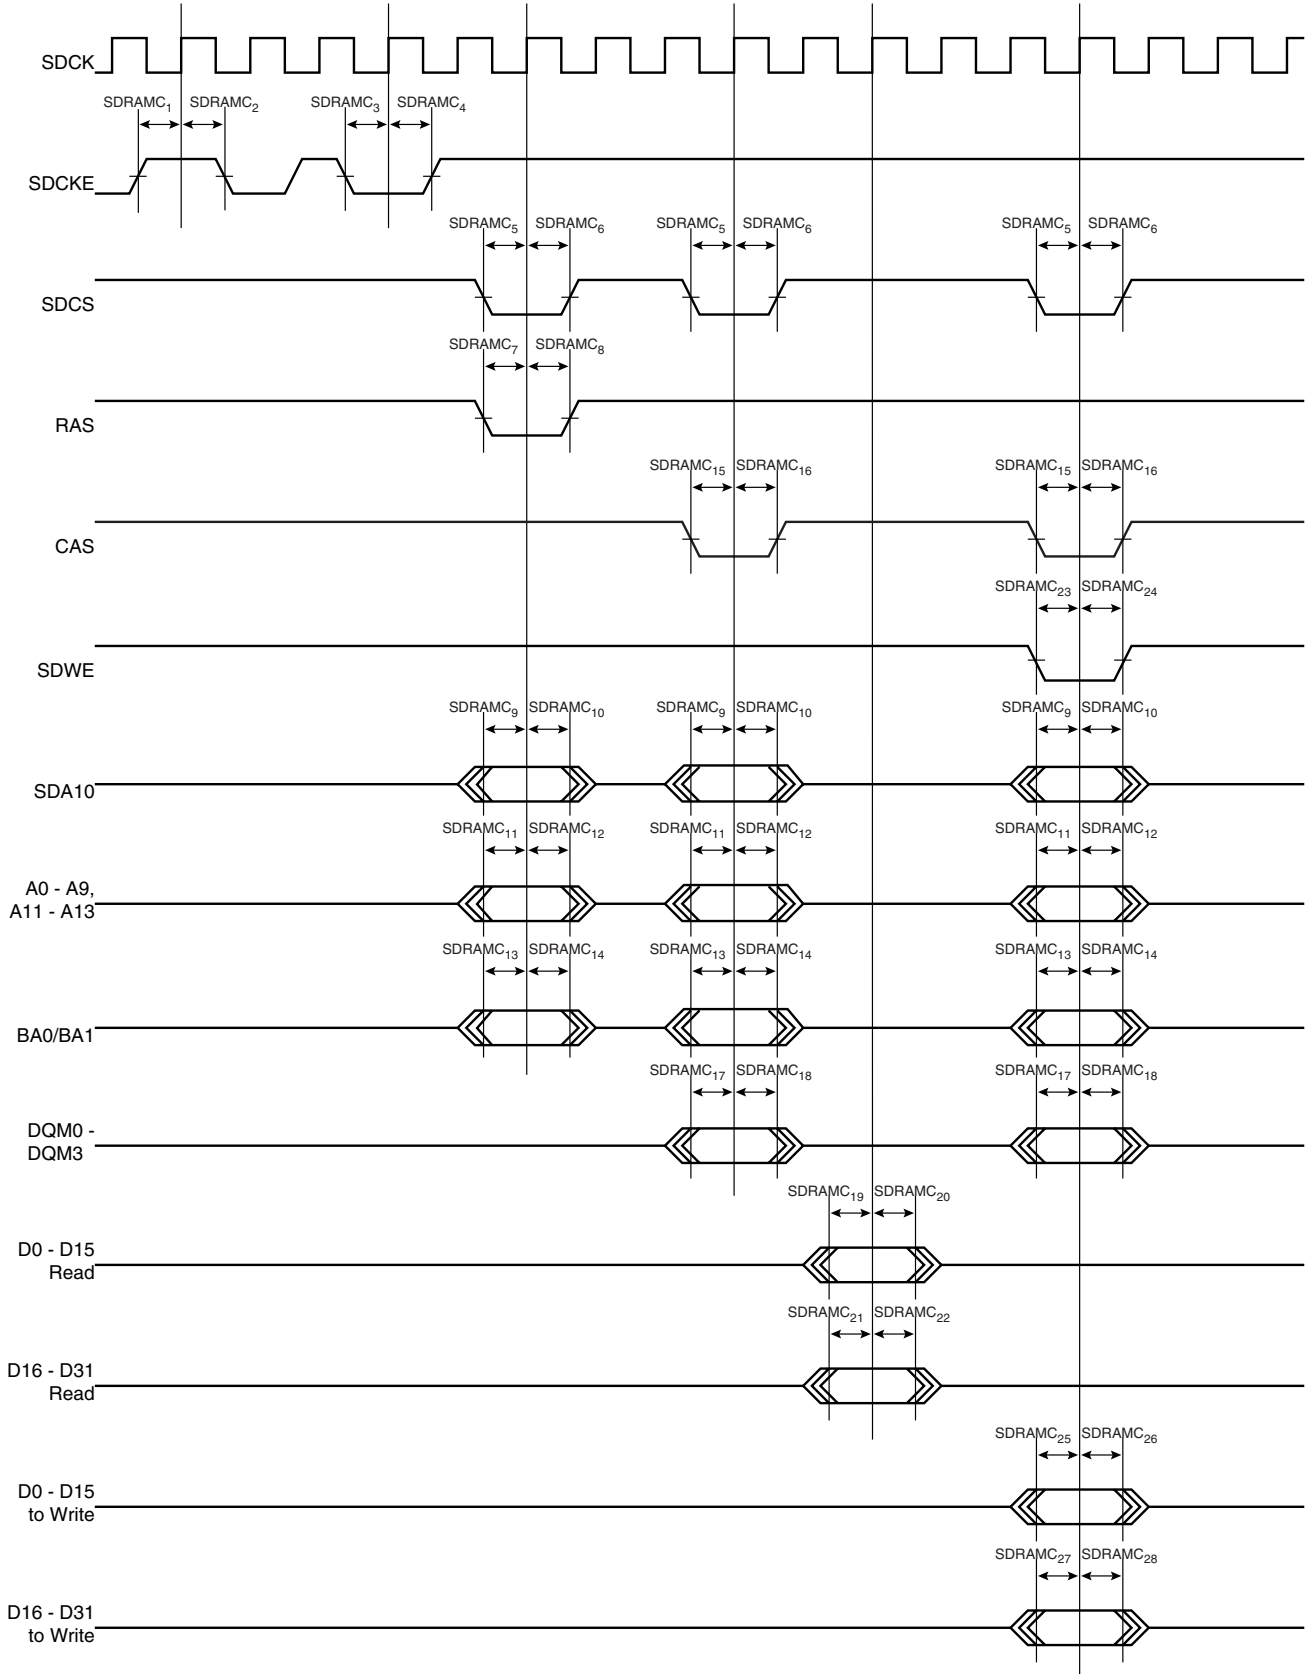 SDCK
SDRAMC1 SDRAMC2 SDRAMC3 SDRAMC4
SDCKE
SDRAMC5 SDRAMC6 SDRAMC5 SDRAMC6 SDRAMC5 SDRAMC6
SDCS
SDRAMC7 SDRAMC8
RAS
SDRAMC15 SDRAMC16 SDRAMC15 SDRAMC16
CAS
SDRAMC23 SDRAMC24
SDWE
SDRAMC9 SDRAMC10 SDRAMC9 SDRAMC10 SDRAMC9 SDRAMC10
SDA10
SDRAMC11 SDRAMC12 SDRAMC11 SDRAMC12 SDRAMC11 SDRAMC12
A0 - A9,
A11 - A13
SDRAMC13 SDRAMC14 SDRAMC13 SDRAMC14 SDRAMC13 SDRAMC14
BA0/BA1
SDRAMC17 SDRAMC18 SDRAMC17 SDRAMC18
DQM0 -
DQM3
SDRAMC19 SDRAMC20
D0 - D15
Read
SDRAMC21 SDRAMC22
D16 - D31
Read
SDRAMC25 SDRAMC26
D0 - D15
to Write
SDRAMC27 SDRAMC28
D16 - D31
to Write